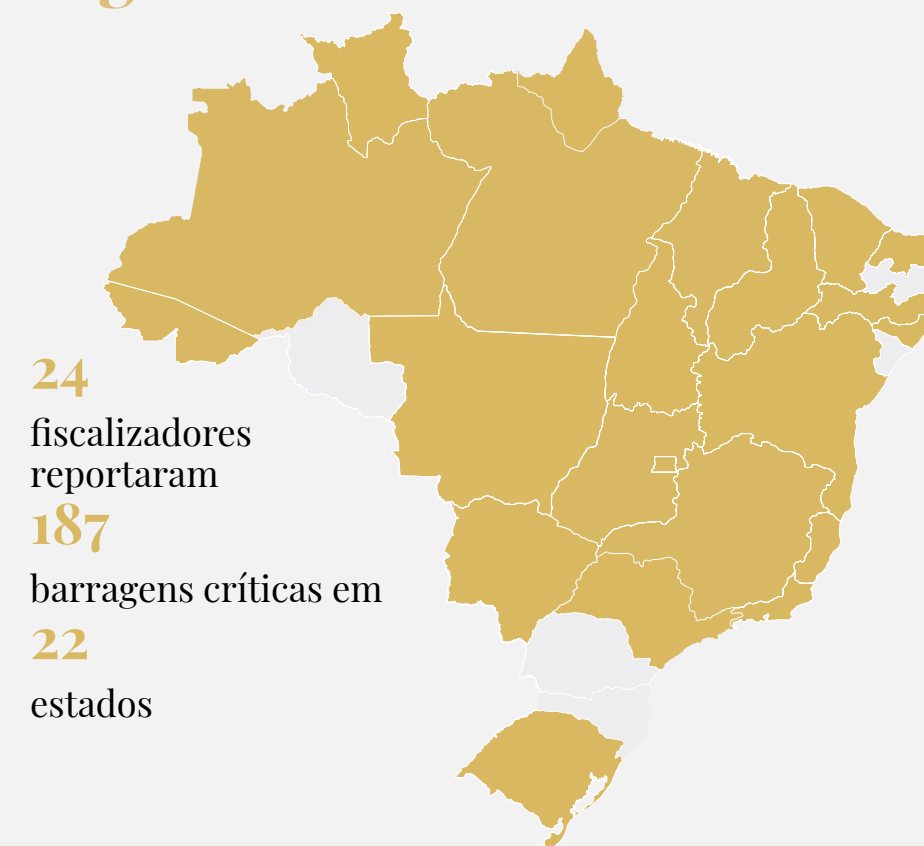 24
fiscalizadores
reportaram
187
barragens críticas em
22
estados